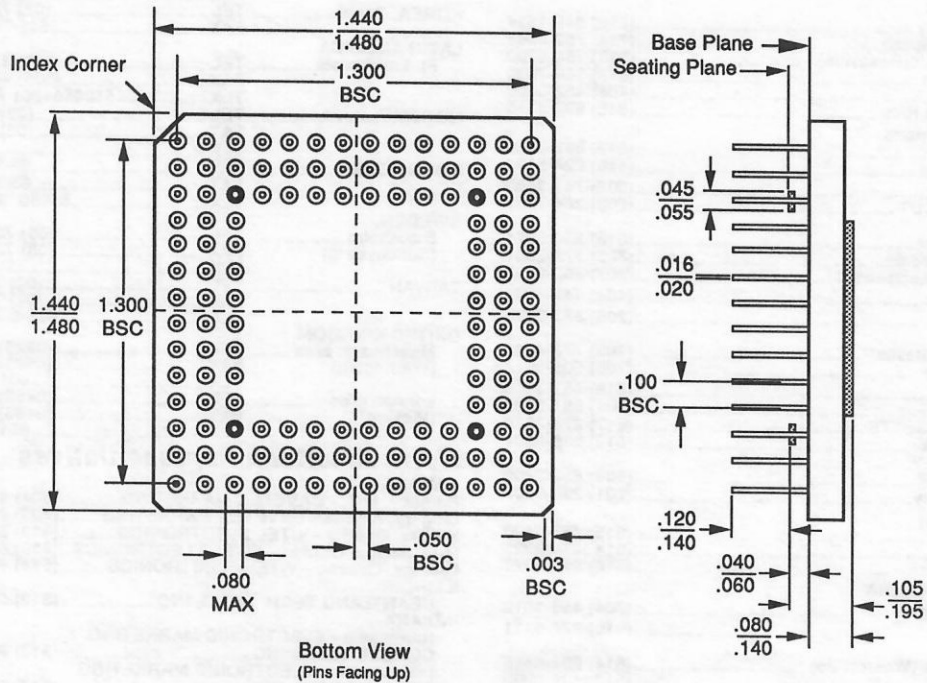 1.440
1.480
Base Plane
Seating Plane
1.300
BSC
Index Corner
.045
.055
.016
.020
1.440
1.480
1.300
BSC
.100
BSC
.080
MAX
.050
BSC
.003
BSC
.120
.140
.040
.060
.105
.195
.080
.140
Bottom View
(Pins Facing Up)